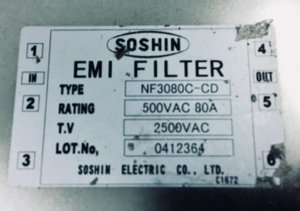 1 SOSHIN 4
IN EMI FILTER OUT
TYPE NF3080C-CD
2 RATING 500VAC 80A 5
T.V 2500VAC
3 LOT.No, 0412364 6
SOSHIN ELECTRIC CO., LTD.
C1672